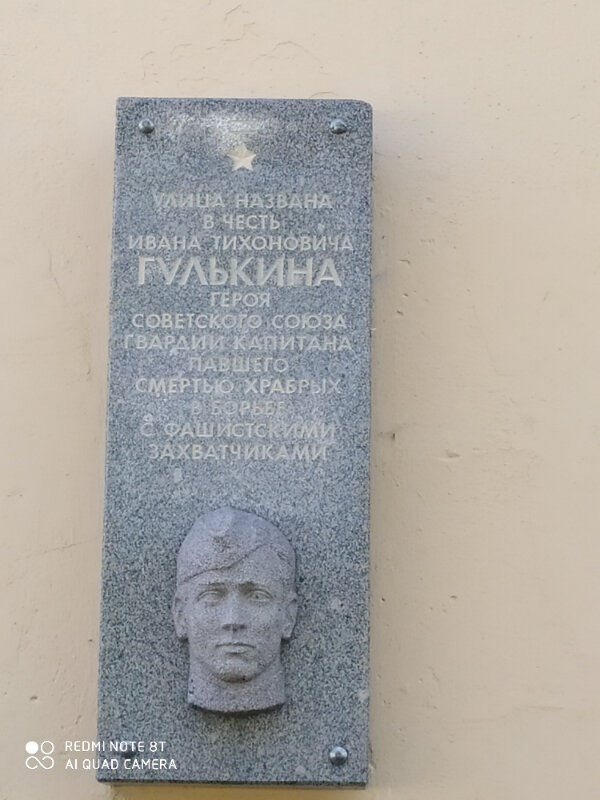 УЛИЦА НАЗВАНА
В ЧЕСТЬ
ИВАНА ТИХОНОВИЧА
ГУЛЬКИНА
ГЕРОЯ
СОВЕТСКОГО СОЮЗА
ГВАРДИИ КАПИТАНА
ПАВШЕГО
СМЕРТЬЮ ХРАБРЫХ
В БОРЬБЕ
С ФАШИСТСКИМИ
ЗАХВАТЧИКАМИ
REDMI NOTE 8T
AI QUAD CAMERA